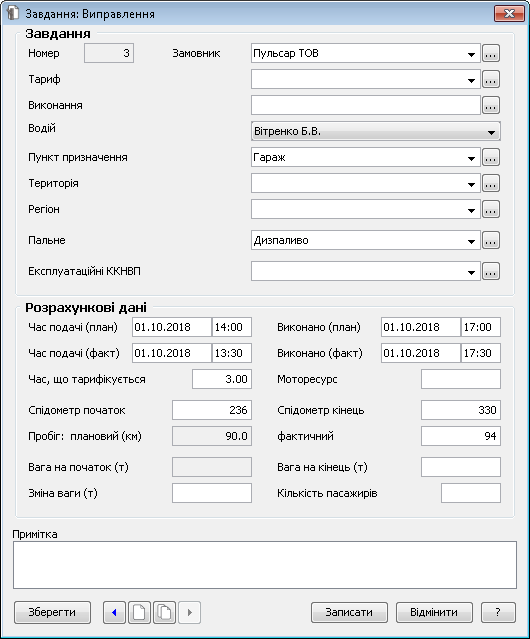 Завдання: Виправлення
Завдання
Номер 3 Замовник Пульсар ТОВ ...
Тариф ...
Виконання ...
Водій Вітренко Б.В.
Пункт призначення Гараж ...
Територія ...
Регіон ...
Пальне Дизпаливо ...
Експлуатаційні ККНВП ...
Розрахункові дані
Час подачі (план) 01.10.2018 14:00 Виконано (план) 01.10.2018 17:00
Час подачі (факт) 01.10.2018 13:30 Виконано (факт) 01.10.2018 17:30
Час, що тарифікується 3.00 Моторесурс
Спідометр початок 236 Спідометр кінець 330
Пробіг: плановий (км) 90.0 фактичний 94
Вага на початок (т) Вага на кінець (т)
Зміна ваги (т) Кількість пасажирів
Примітка
Зберегти Записати Відмінити ?